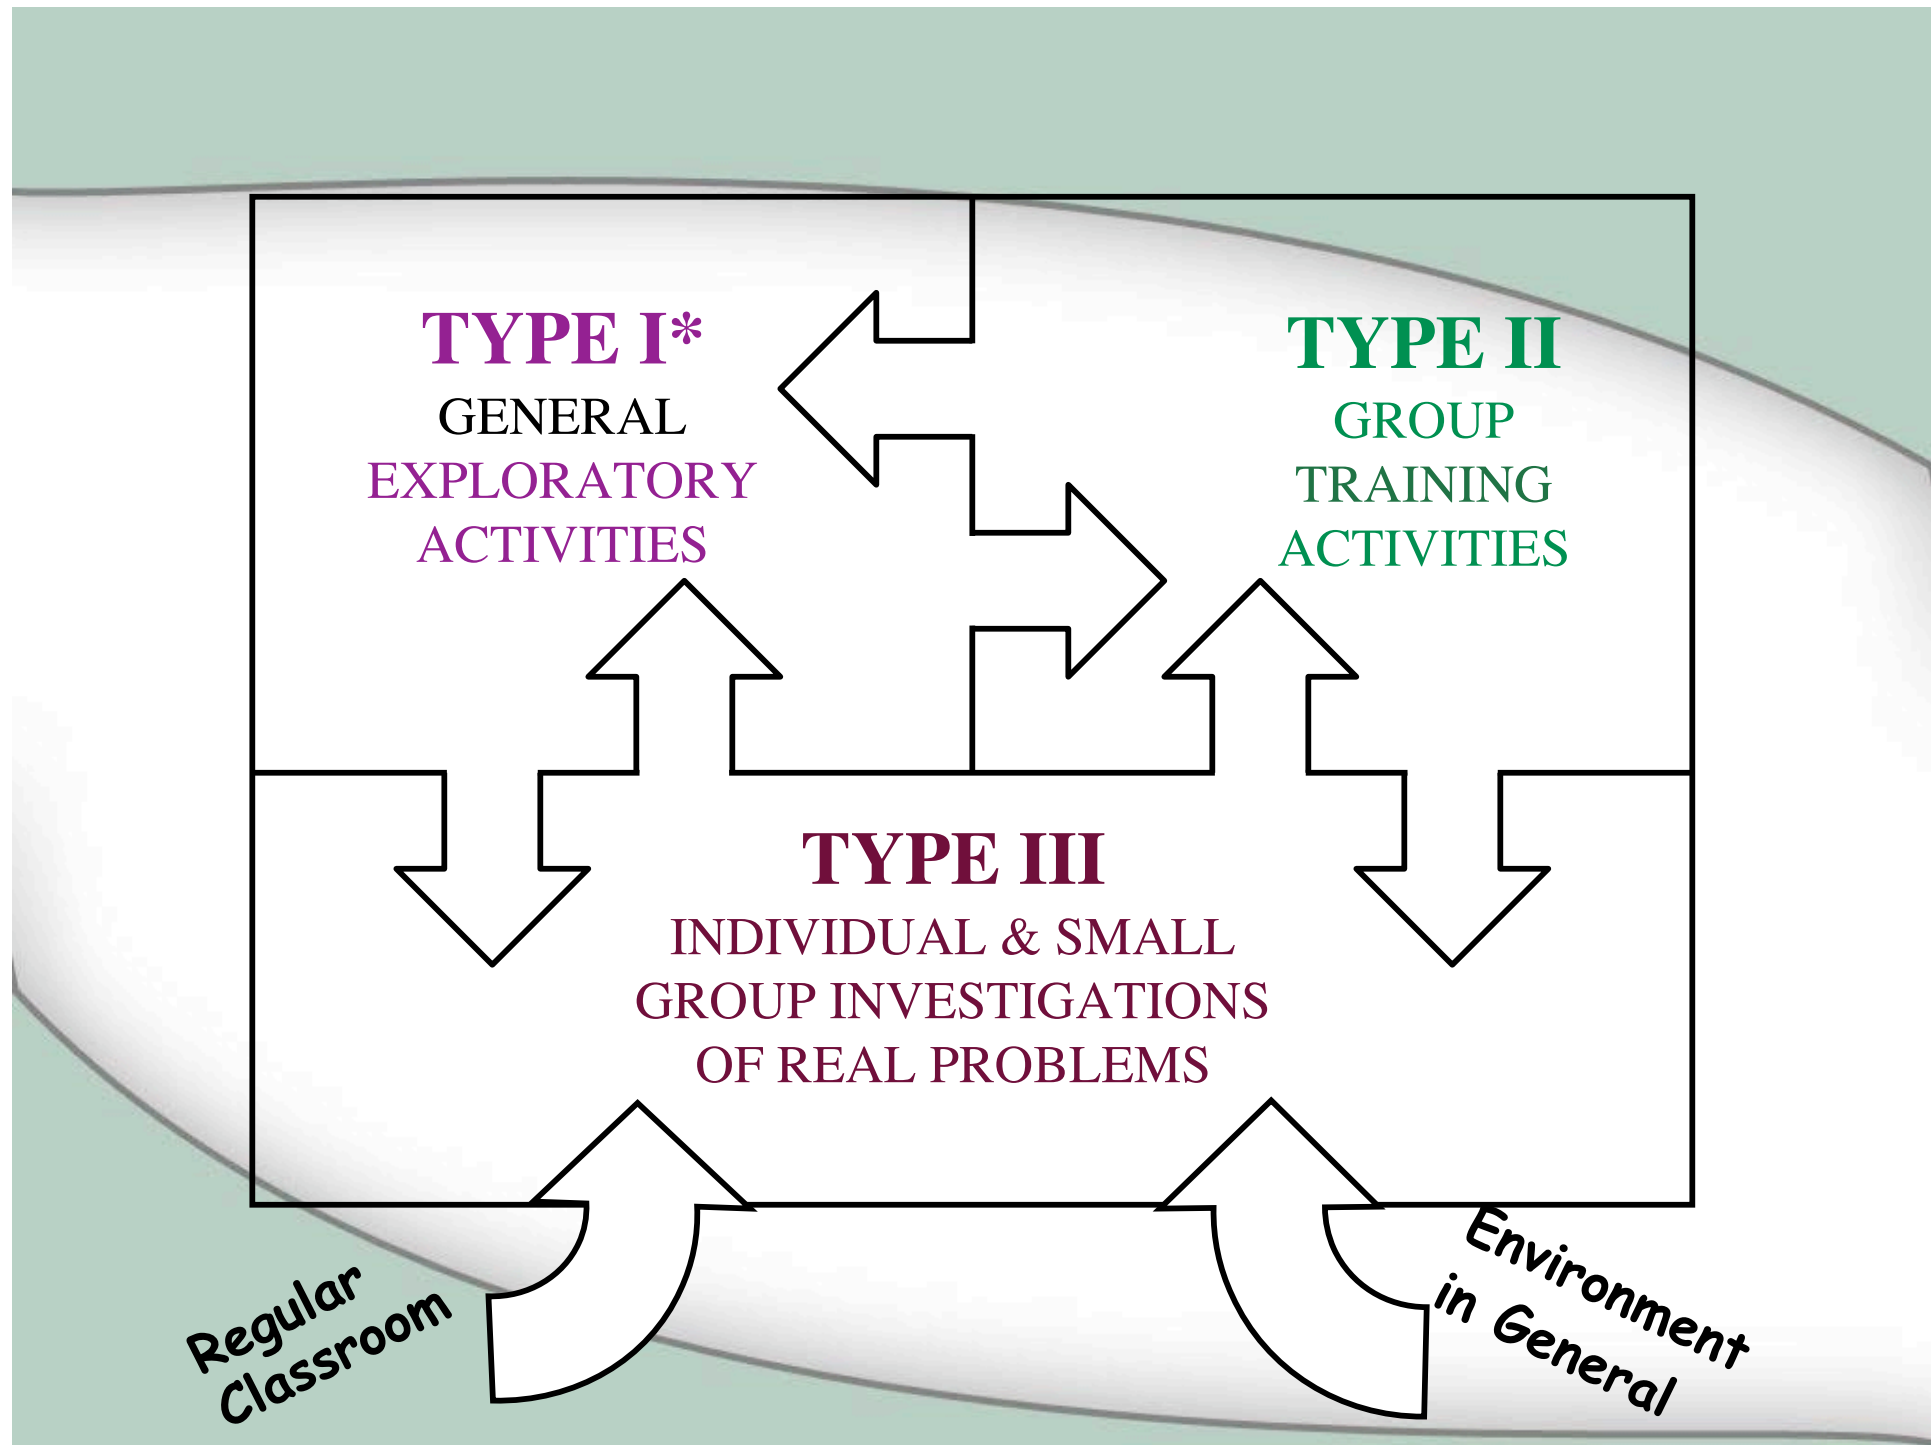 TYPE I*
GENERAL
EXPLORATORY
ACTIVITIES
TYPE II
GROUP
TRAINING
ACTIVITIES
TYPE III
INDIVIDUAL & SMALL
GROUP INVESTIGATIONS
OF REAL PROBLEMS
Regular
Classroom
Environment
in General